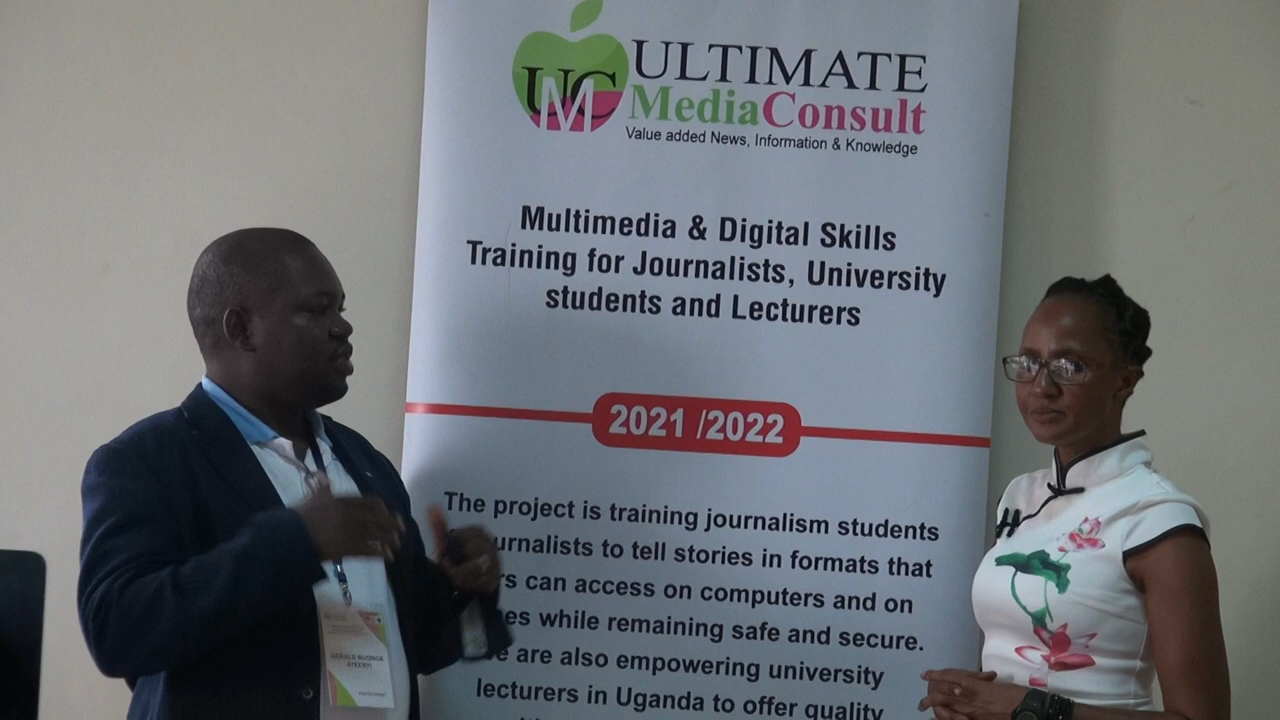 UMC
ULTIMATE
MediaConsult
Value added News, Information & Knowledge
Multimedia & Digital Skills
Training for Journalists, University
students and Lecturers
2021 /2022
The project is training journalism students
to tell stories in formats that
can access on computers and on
while remaining safe and secure.
are also empowering university
lecturers in Uganda to offer quality
GERALD
PARTICIPANT